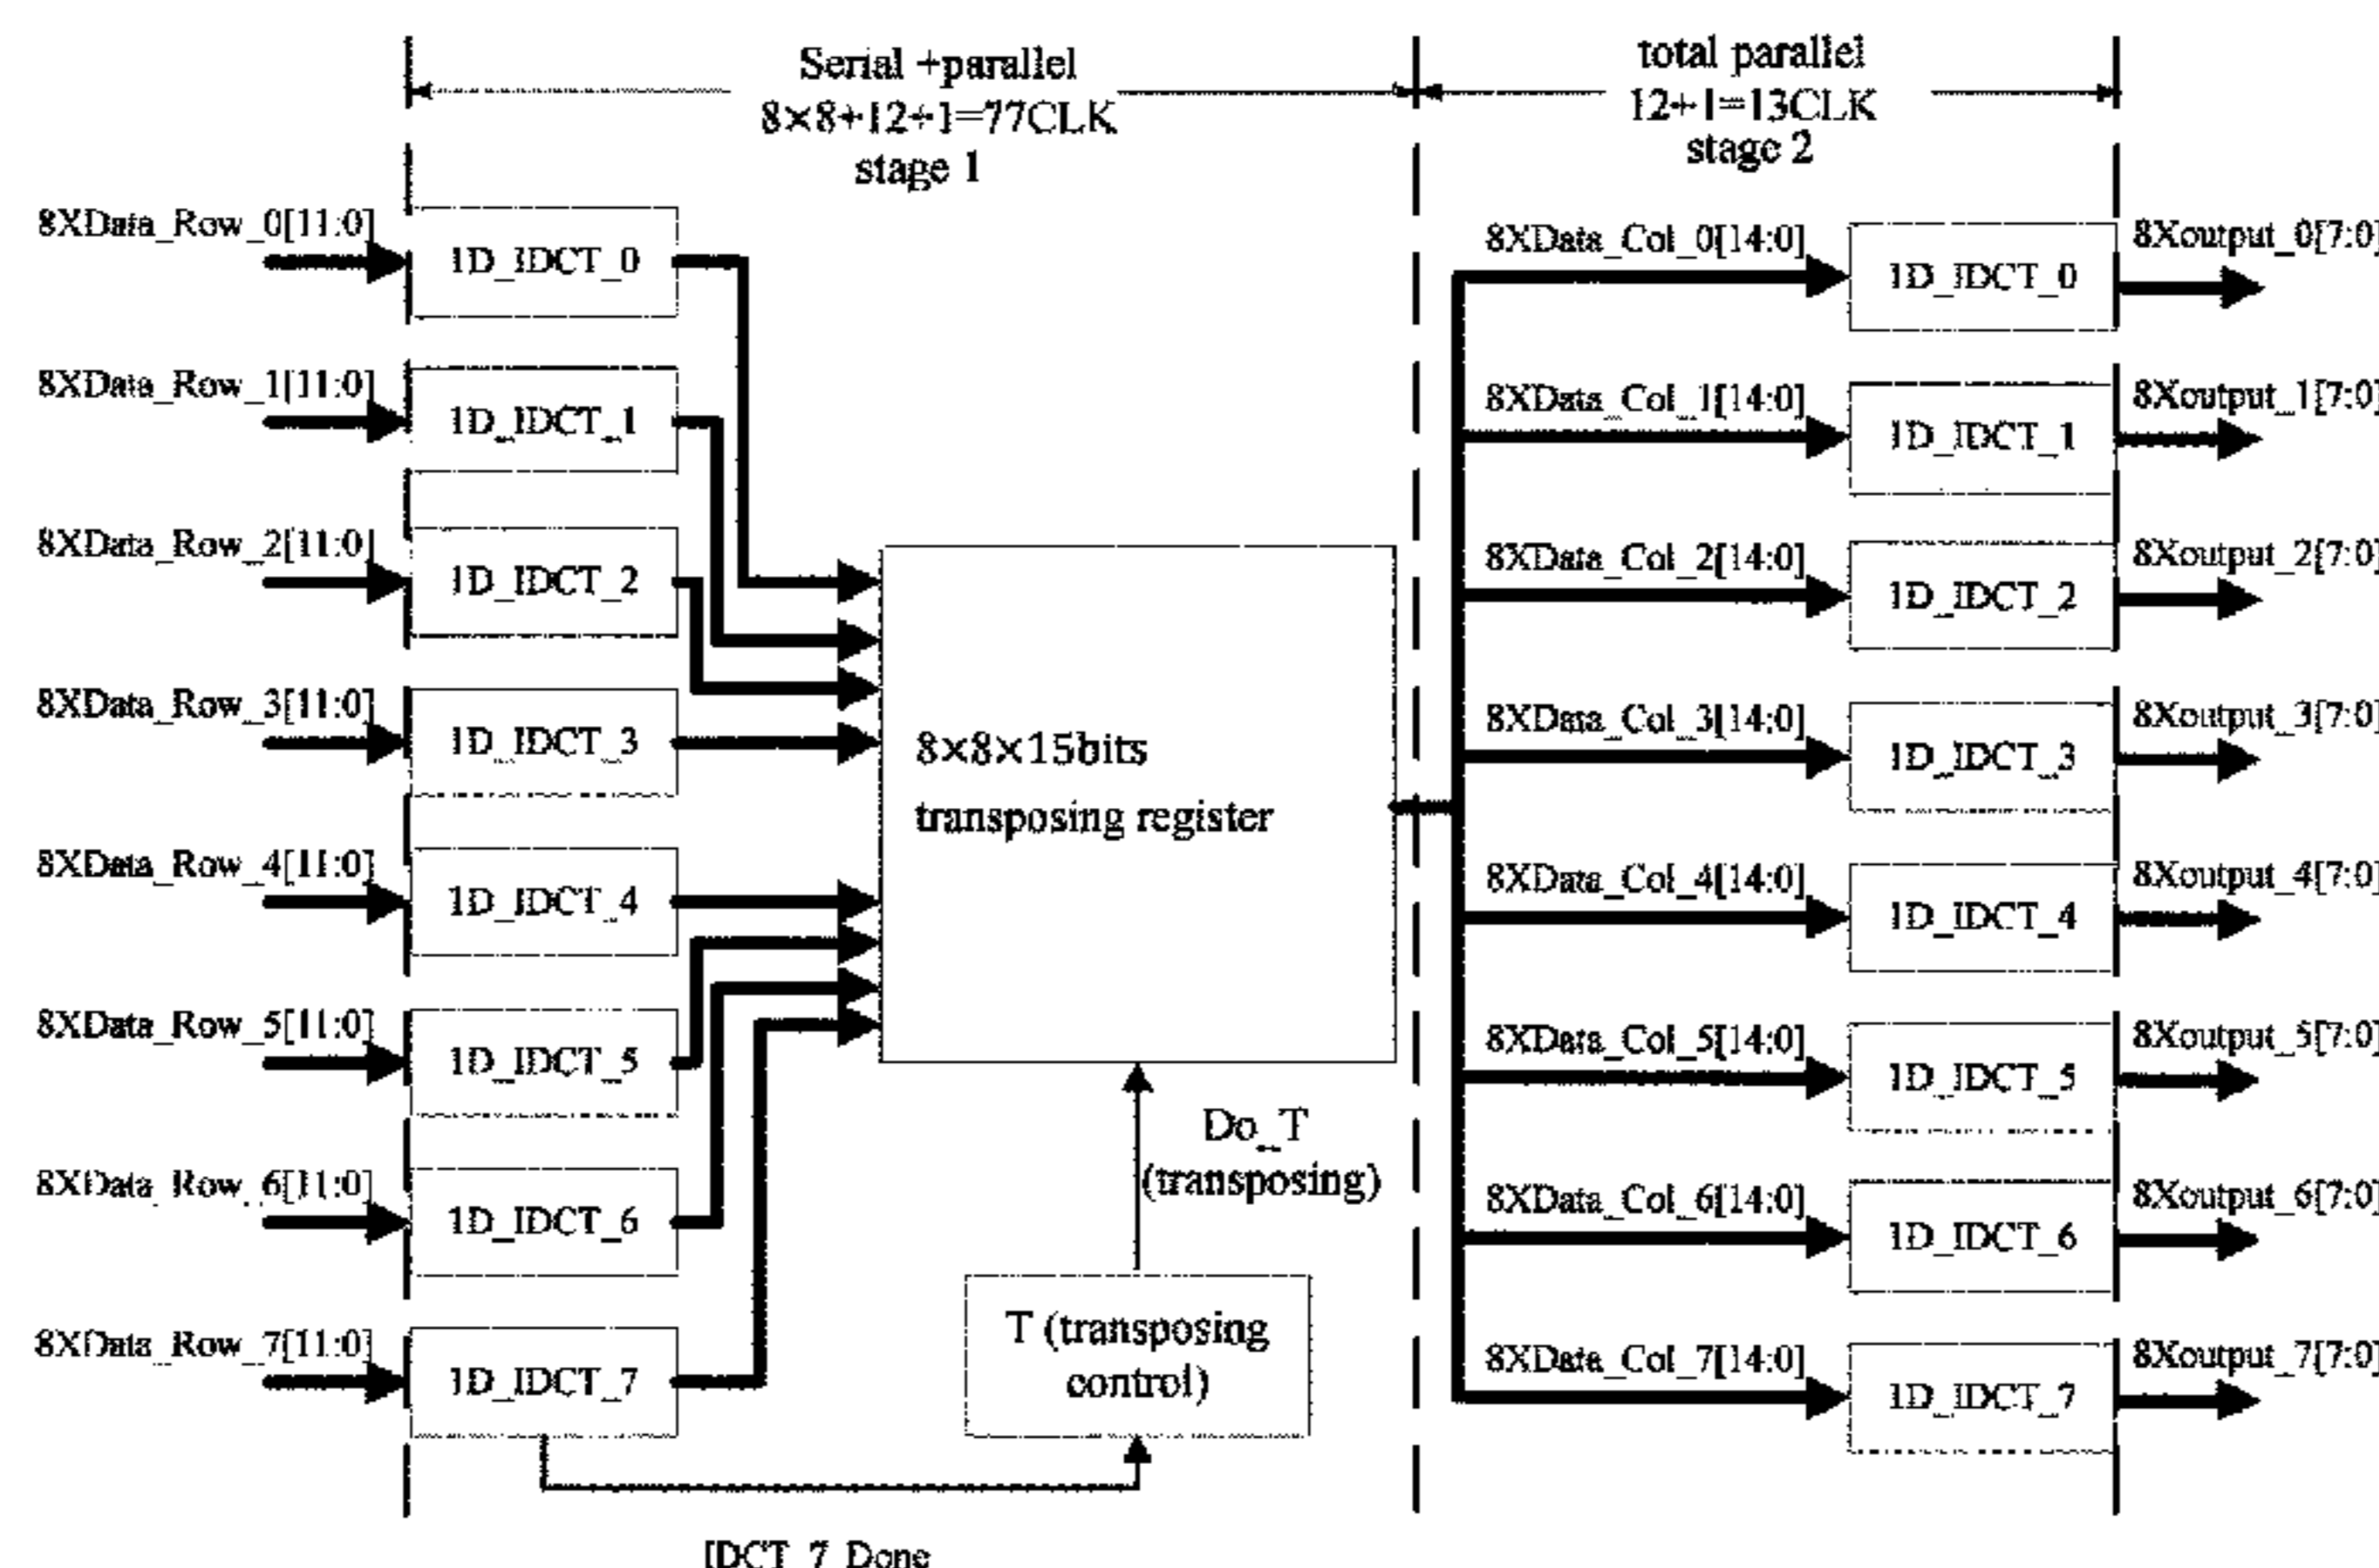 Serial +parallel
8×8+12+1=77CLK
stage 1
total parallel
12+1=13CLK
stage 2
8XData_Row_0[11:0]
1D_IDCT_0
8XData_Row_1[11:0]
1D_IDCT_1
8XData_Row_2[11:0]
1D_IDCT_2
8XData_Row_3[11:0]
1D_IDCT_3
8XData_Row_4[11:0]
1D_IDCT_4
8XData_Row_5[11:0]
1D_IDCT_5
8XData_Row_6[11:0]
1D_IDCT_6
8XData_Row_7[11:0]
1D_IDCT_7
8×8×15bits
transposing register
Do_T
(transposing)
T (transposing
control)
IDCT_7_Done
8XData_Col_0[14:0]
1D_IDCT_0
8Xoutput_0[7:0]
8XData_Col_1[14:0]
1D_IDCT_1
8Xoutput_1[7:0]
8XData_Col_2[14:0]
1D_IDCT_2
8Xoutput_2[7:0]
8XData_Col_3[14:0]
1D_IDCT_3
8Xoutput_3[7:0]
8XData_Col_4[14:0]
1D_IDCT_4
8Xoutput_4[7:0]
8XData_Col_5[14:0]
1D_IDCT_5
8Xoutput_5[7:0]
8XData_Col_6[14:0]
1D_IDCT_6
8Xoutput_6[7:0]
8XData_Col_7[14:0]
1D_IDCT_7
8Xoutput_7[7:0]